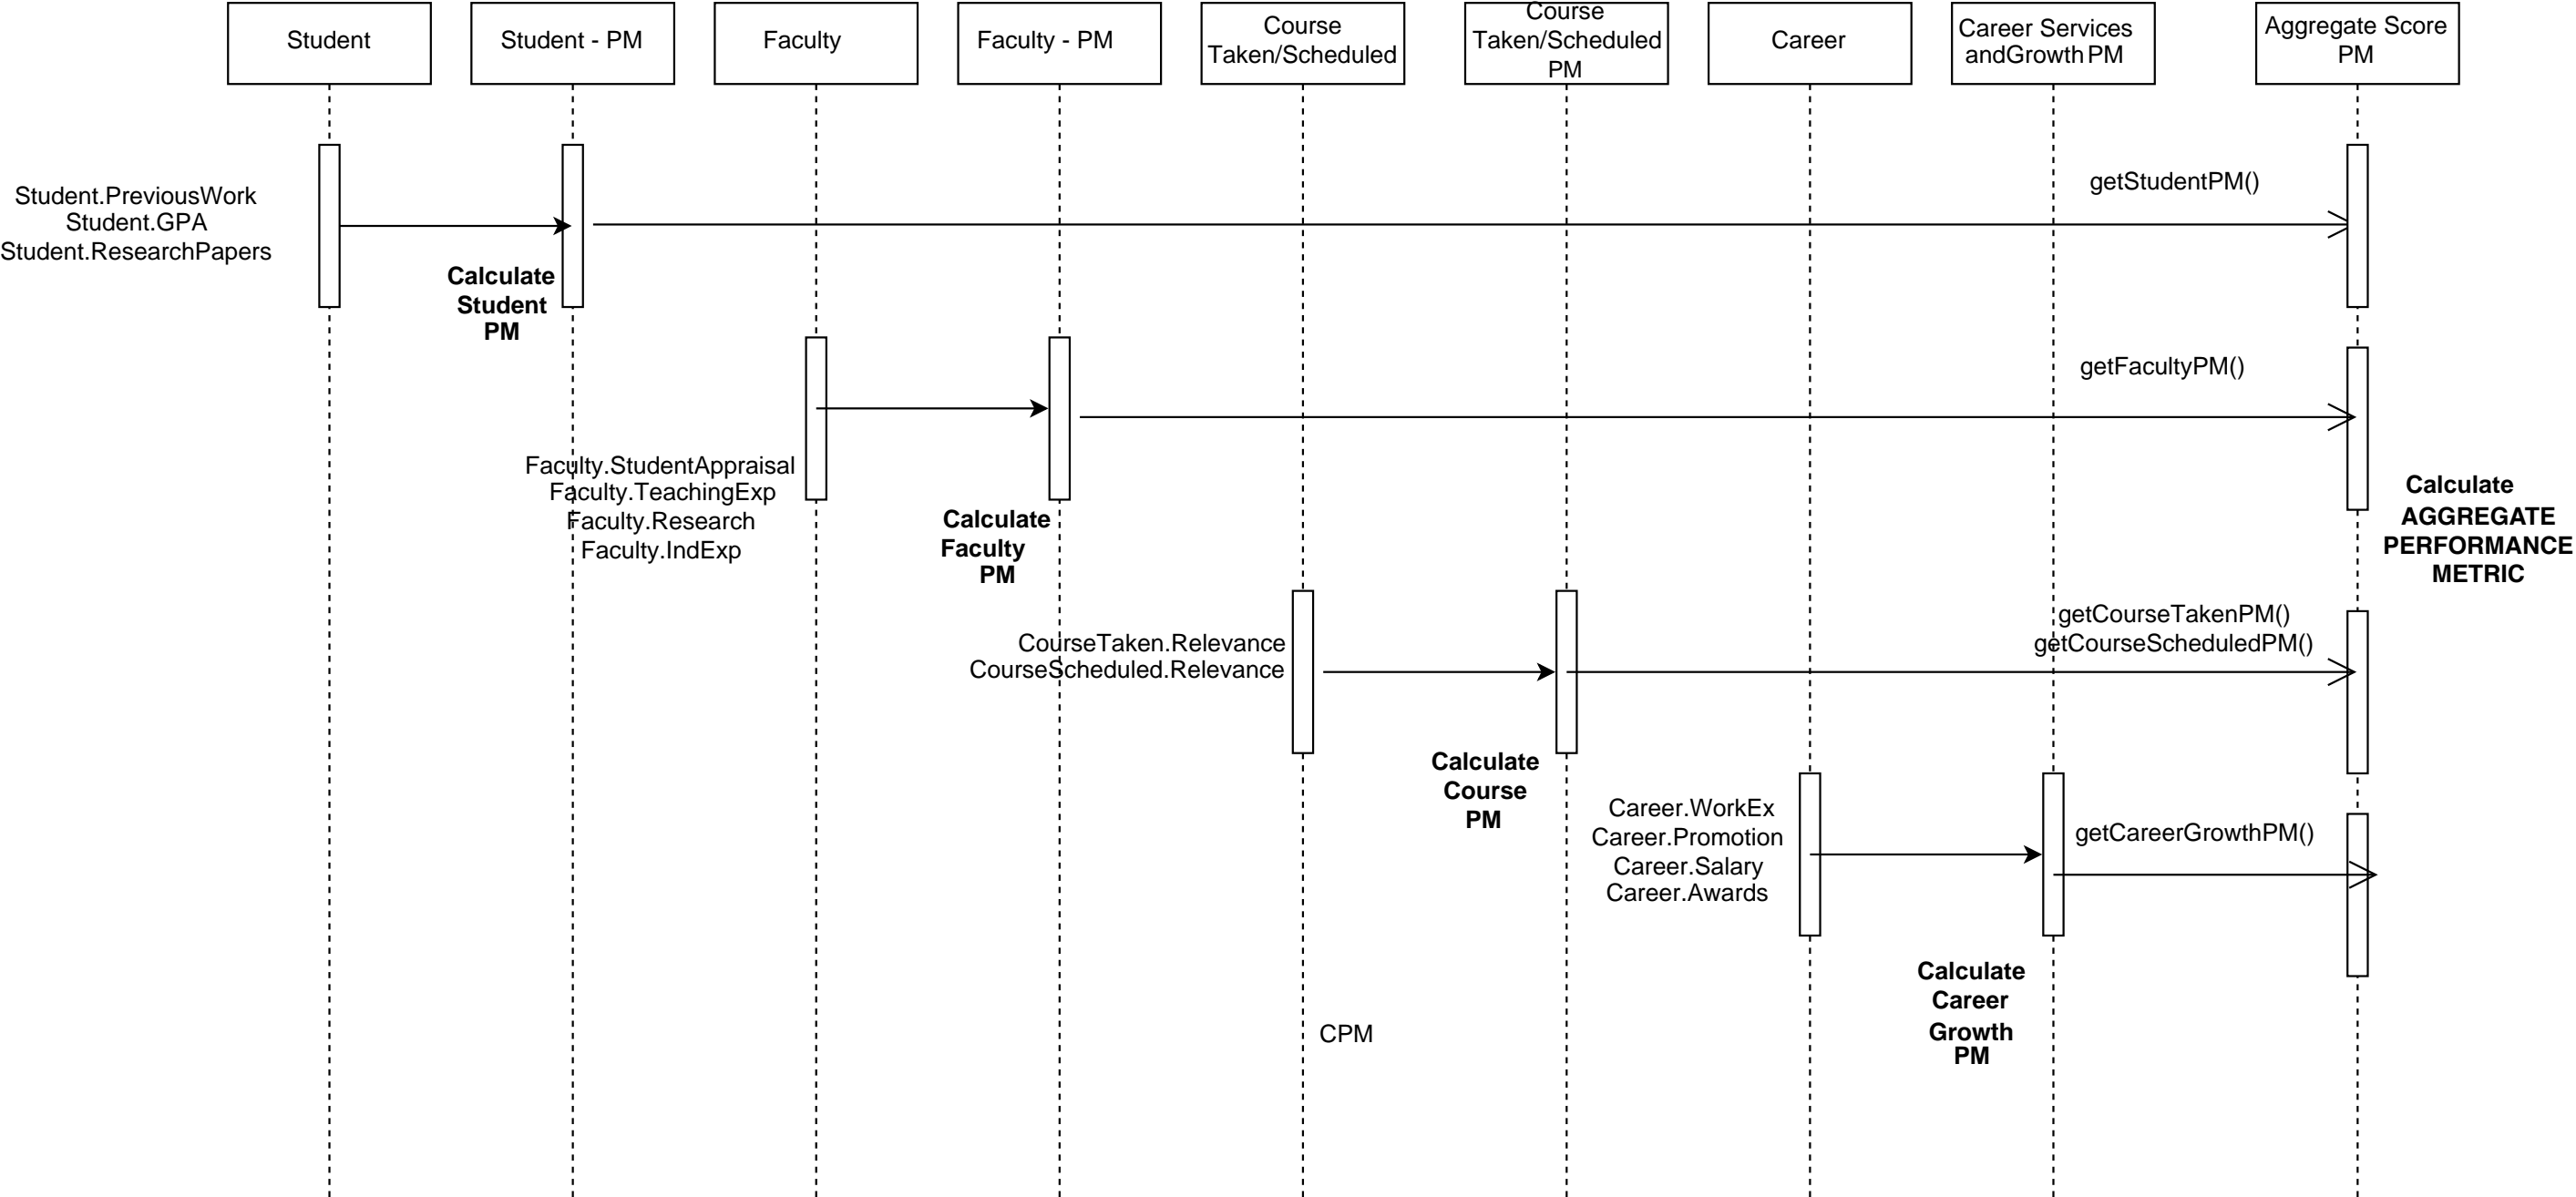 Student
Student - PM
Faculty
Faculty - PM
Course
Taken/Scheduled
Course
Taken/Scheduled
PM
Career
Career Services
andGrowth PM
Aggregate Score
PM
Student.PreviousWork
Student.GPA
Student.ResearchPapers
getStudentPM()
Calculate
Student
PM
getFacultyPM()
Faculty.StudentAppraisal
Faculty.TeachingExp
Faculty.Research
Faculty.IndExp
Calculate
Faculty
PM
Calculate
AGGREGATE
PERFORMANCE
METRIC
CourseTaken.Relevance
CourseScheduled.Relevance
getCourseTakenPM()
getCourseScheduledPM()
Calculate
Course
PM
Career.WorkEx
Career.Promotion
Career.Salary
Career.Awards
getCareerGrowthPM()
Calculate
Career
Growth
PM
CPM